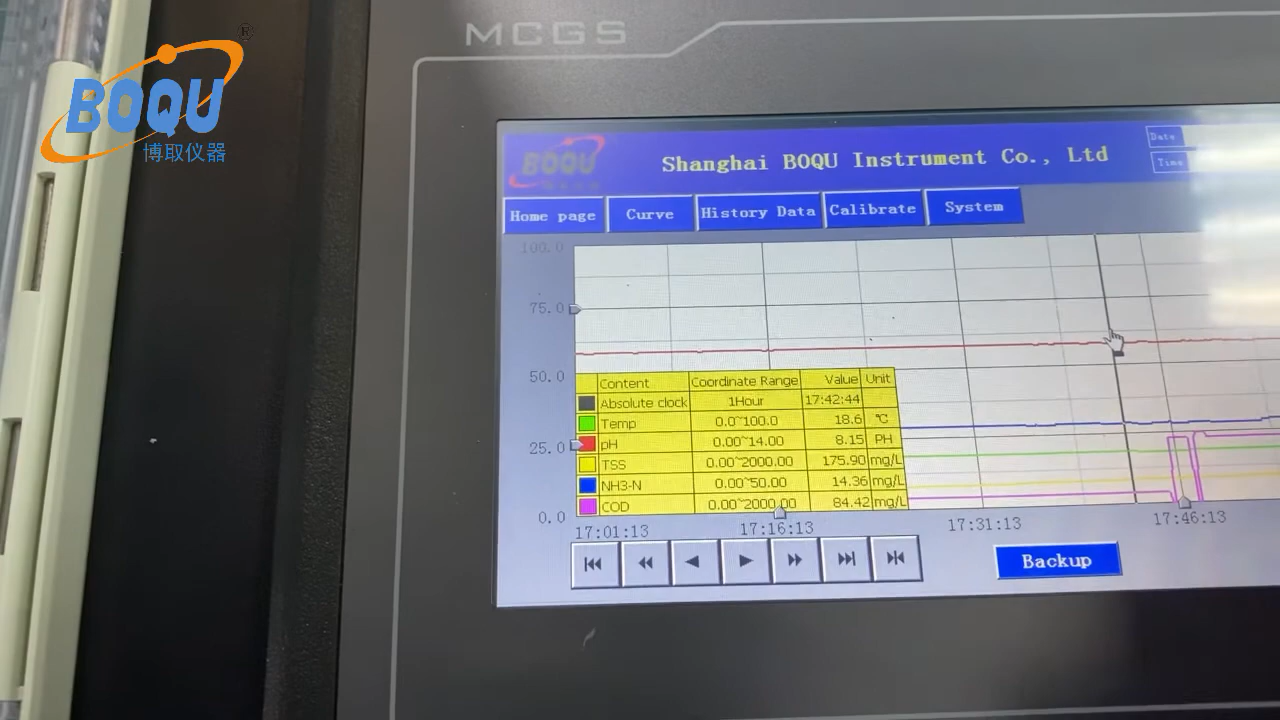 MCGS
®
BOQU
博取仪器
BOQU
Shanghai BOQU Instrument Co., Ltd
Date
Time
Home page
Curve
History Data
Calibrate
System
100.0
75.0
50.0
25.0
0.0
Content Coordinate Range Value Unit
Absolute clock 1Hour 17:42:44
Temp 0.0~100.0 18.6 ℃
pH 0.00~14.00 8.15 PH
TSS 0.00~2000.00 175.90 mg/L
NH3-N 0.00~50.00 14.36 mg/L
COD 0.00~2000.00 84.42 mg/L
17:01:13 17:16:13 17:31:13 17:46:13
Backup